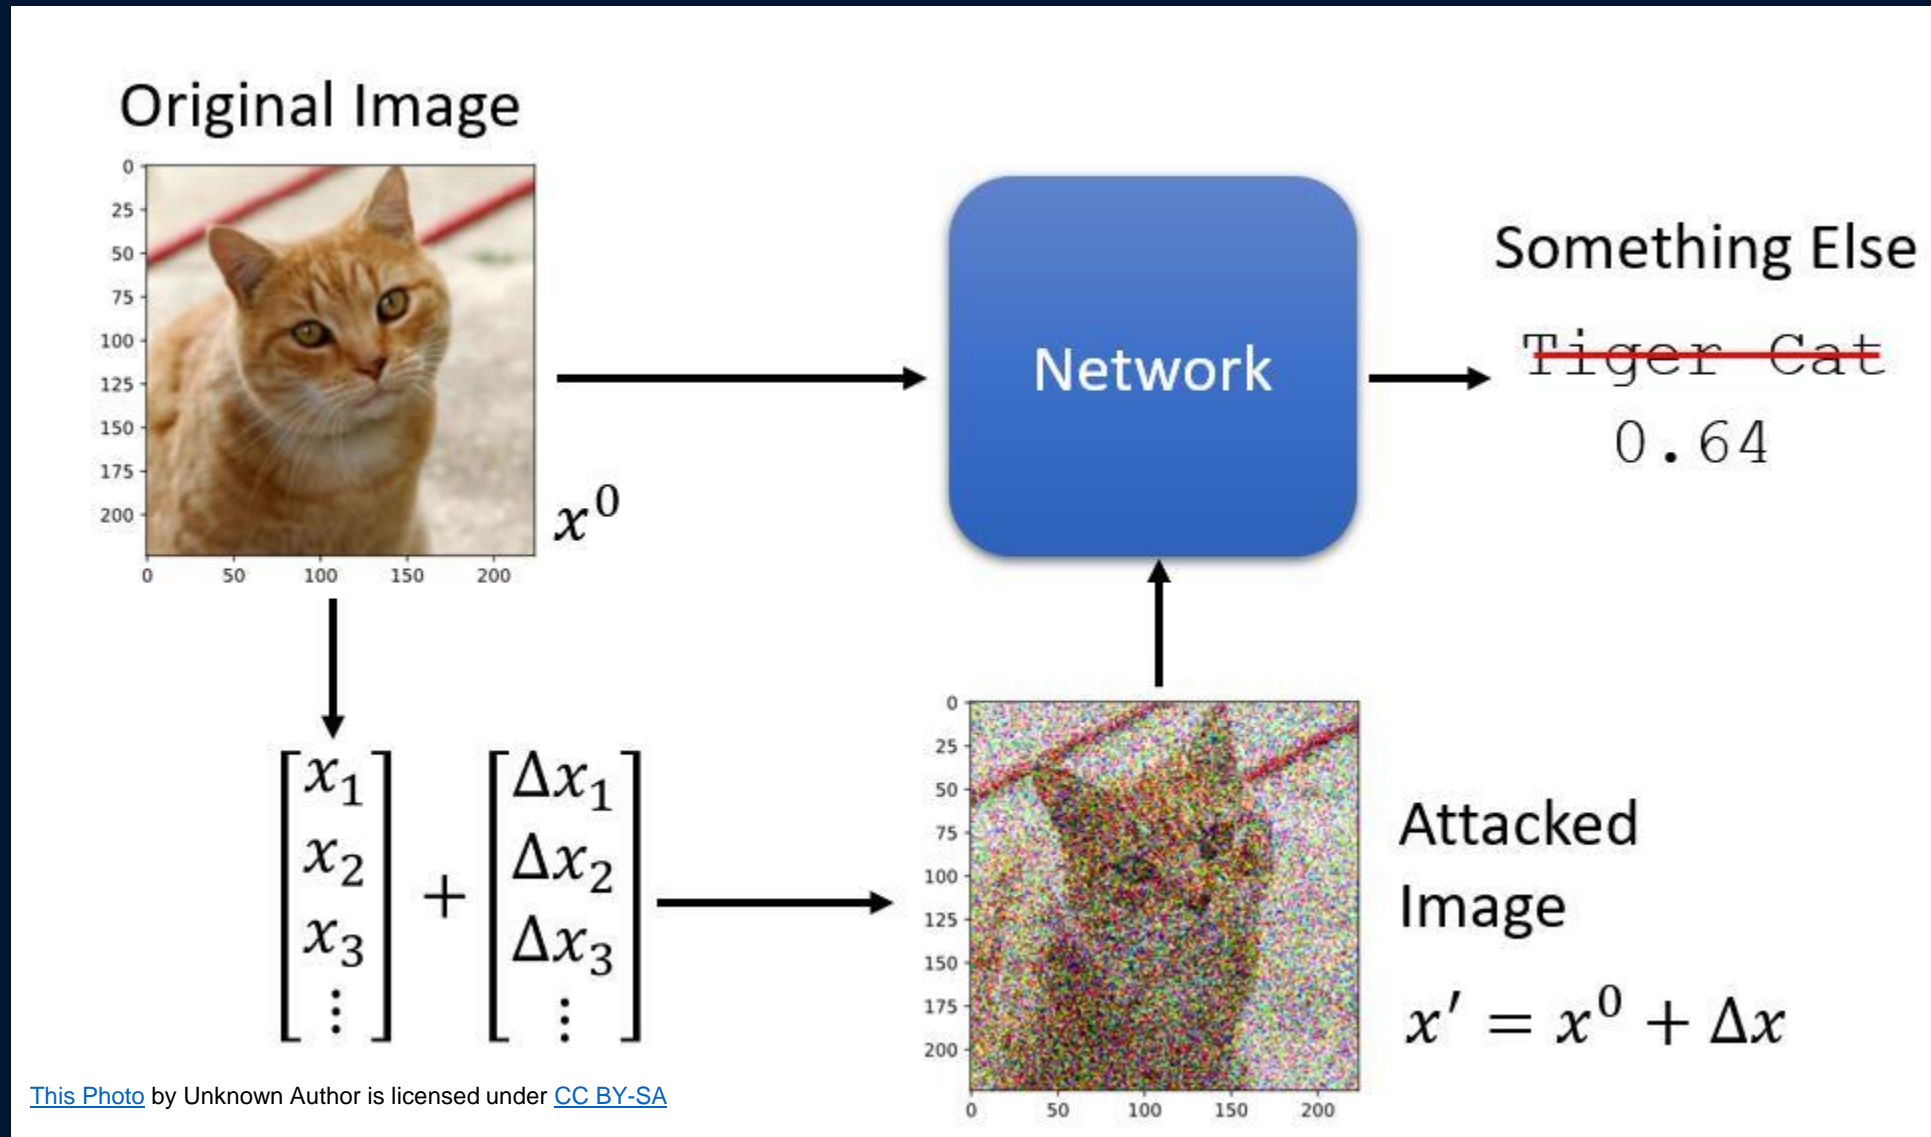 Original Image
0
25
50
75
100
125
150
175
200
0 50 100 150 200
x⁰
Network
Something Else
Tiger Cat
0.64
x₁
x₂
x₃
⋮
+
Δx₁
Δx₂
Δx₃
⋮
0
25
50
75
100
125
150
175
200
0 50 100 150 200
Attacked
Image
x′ = x⁰ + Δx
This Photo by Unknown Author is licensed under CC BY-SA